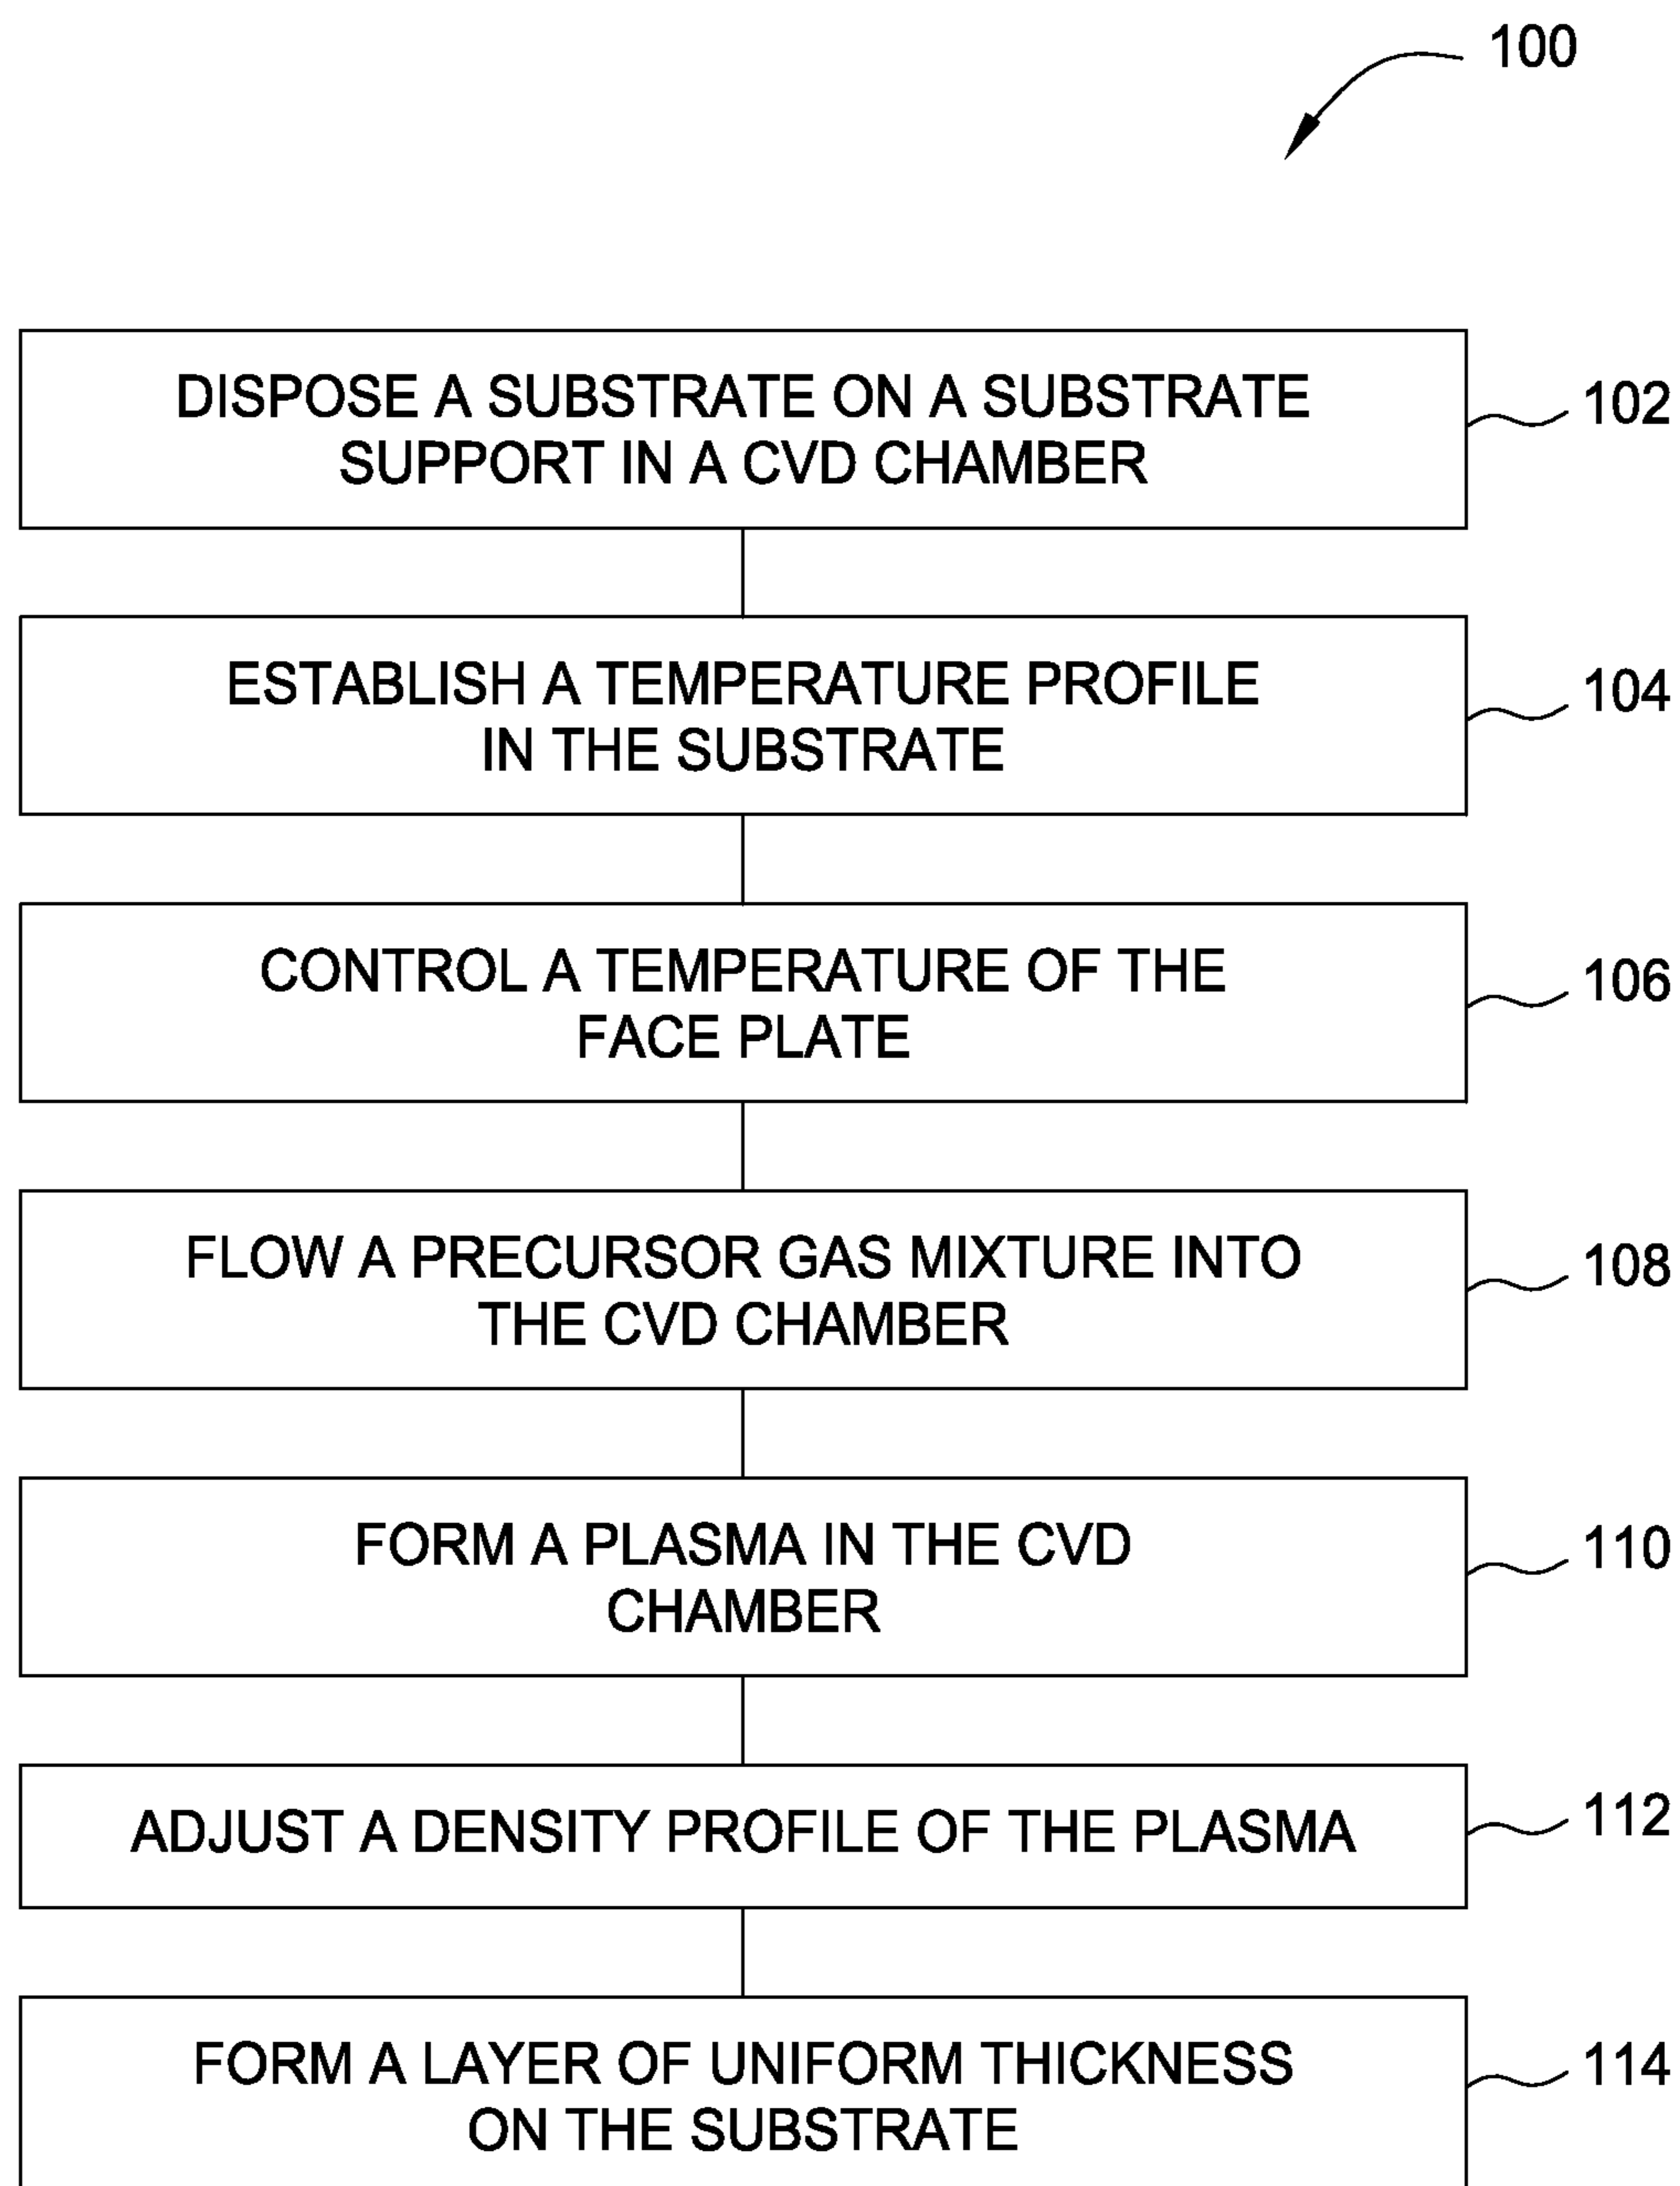 100
DISPOSE A SUBSTRATE ON A SUBSTRATE
SUPPORT IN A CVD CHAMBER
102
ESTABLISH A TEMPERATURE PROFILE
IN THE SUBSTRATE
104
CONTROL A TEMPERATURE OF THE
FACE PLATE
106
FLOW A PRECURSOR GAS MIXTURE INTO
THE CVD CHAMBER
108
FORM A PLASMA IN THE CVD
CHAMBER
110
ADJUST A DENSITY PROFILE OF THE PLASMA
112
FORM A LAYER OF UNIFORM THICKNESS
ON THE SUBSTRATE
114